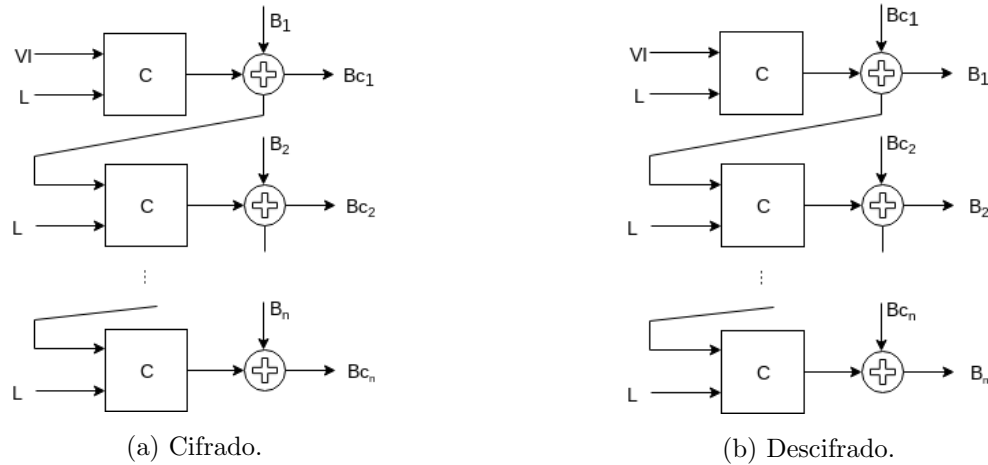 B1
VI
C
Bc1
L
B2
C
Bc2
L
⋮
Bn
C
Bcn
L
(a) Cifrado.
Bc1
VI
C
B1
L
Bc2
C
B2
L
⋮
Bcn
C
Bn
L
(b) Descifrado.